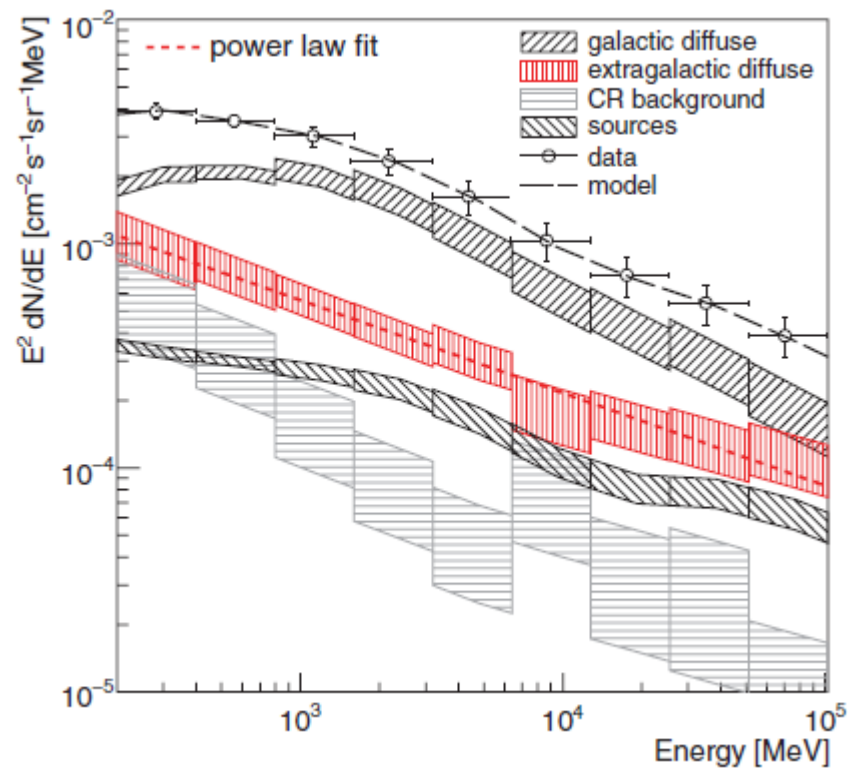 10⁻²
power law fit
galactic diffuse
extragalactic diffuse
CR background
sources
data
model
E² dN/dE [cm⁻² s⁻¹sr⁻¹MeV]
10⁻³
10⁻⁴
10⁻⁵
10³
10⁴
10⁵
Energy [MeV]